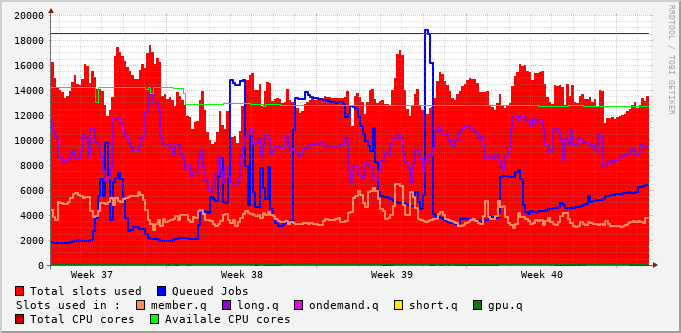 20000
18000
16000
14000
12000
10000
8000
6000
4000
2000
0
Week 37 Week 38 Week 39 Week 40
RRDTOOL / TOBI OETIKER
Total slots used Queued Jobs
Slots used in : member.q long.q ondemand.q short.q gpu.q
Total CPU cores Availale CPU cores